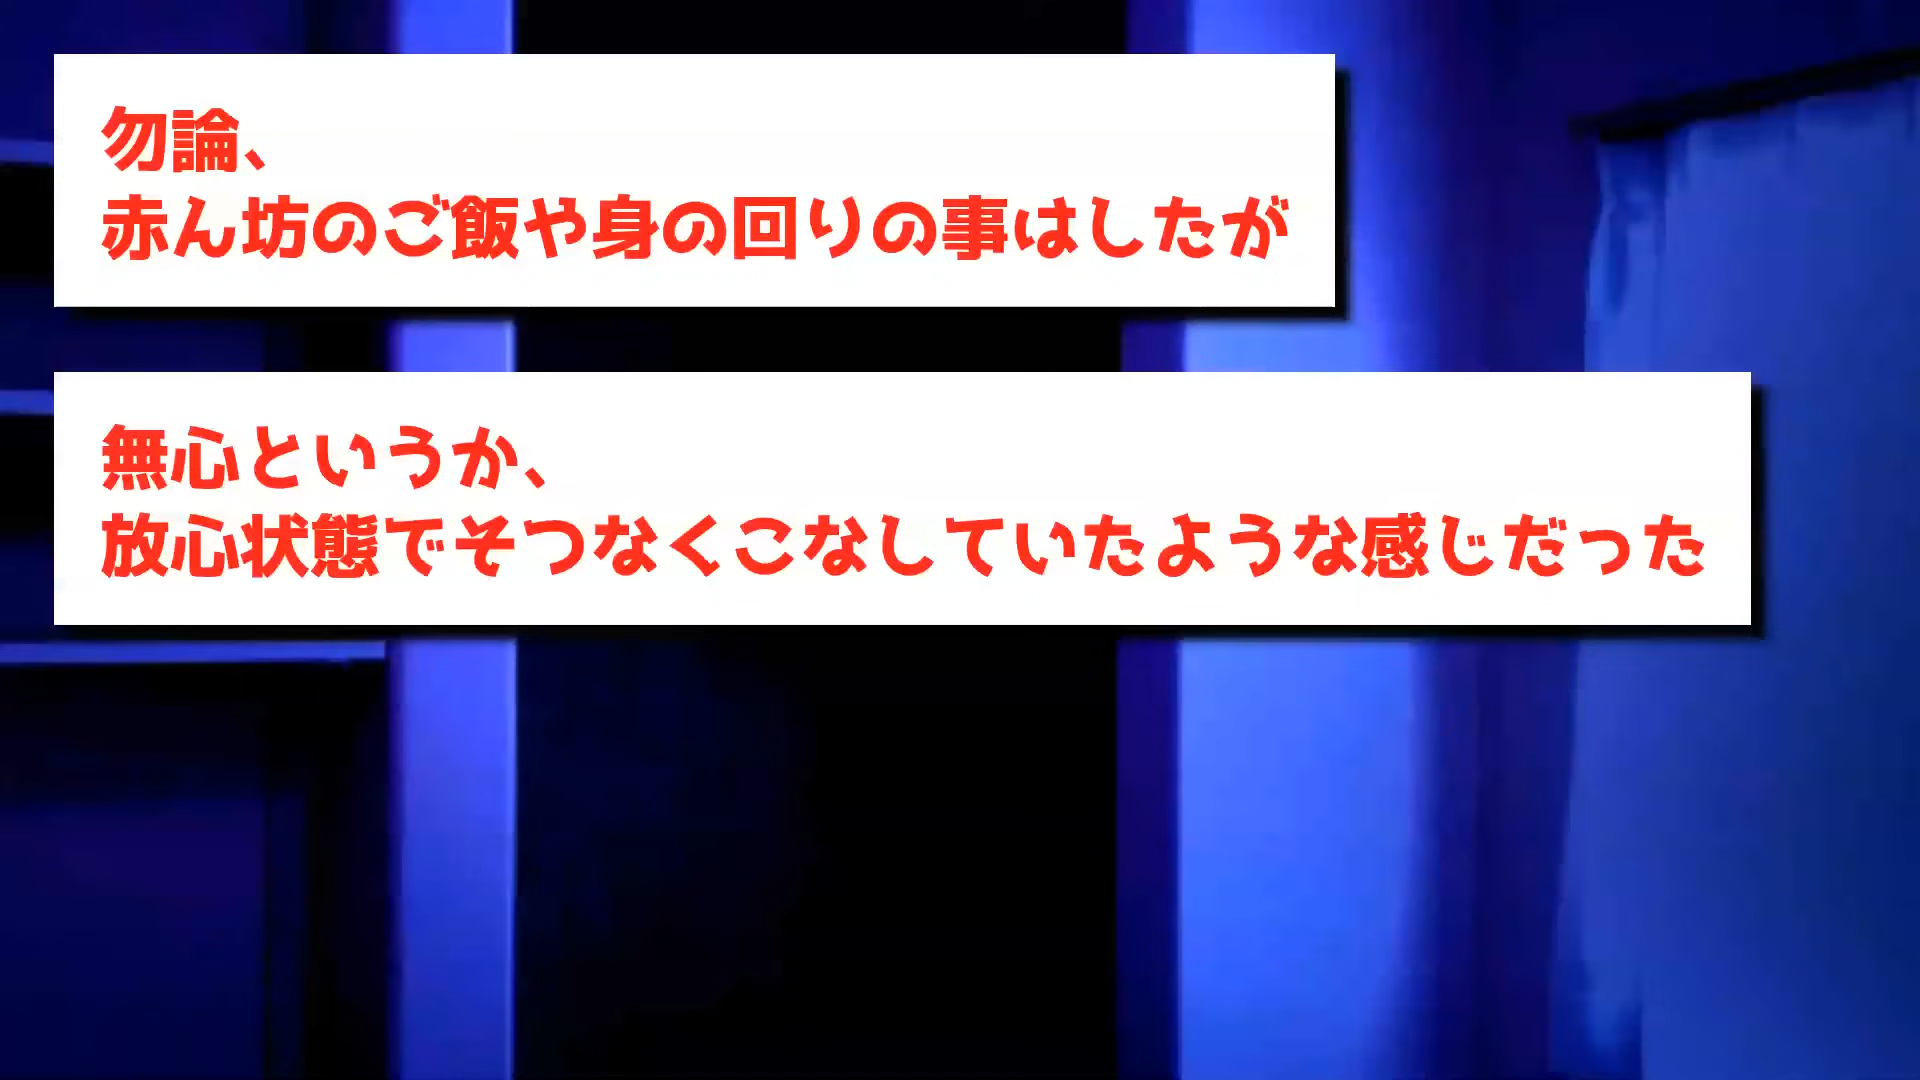 勿論、
赤ん坊のご飯や身の回りの事はしたが
無心というか、
放心状態でそつなくこなしていたような感じだった